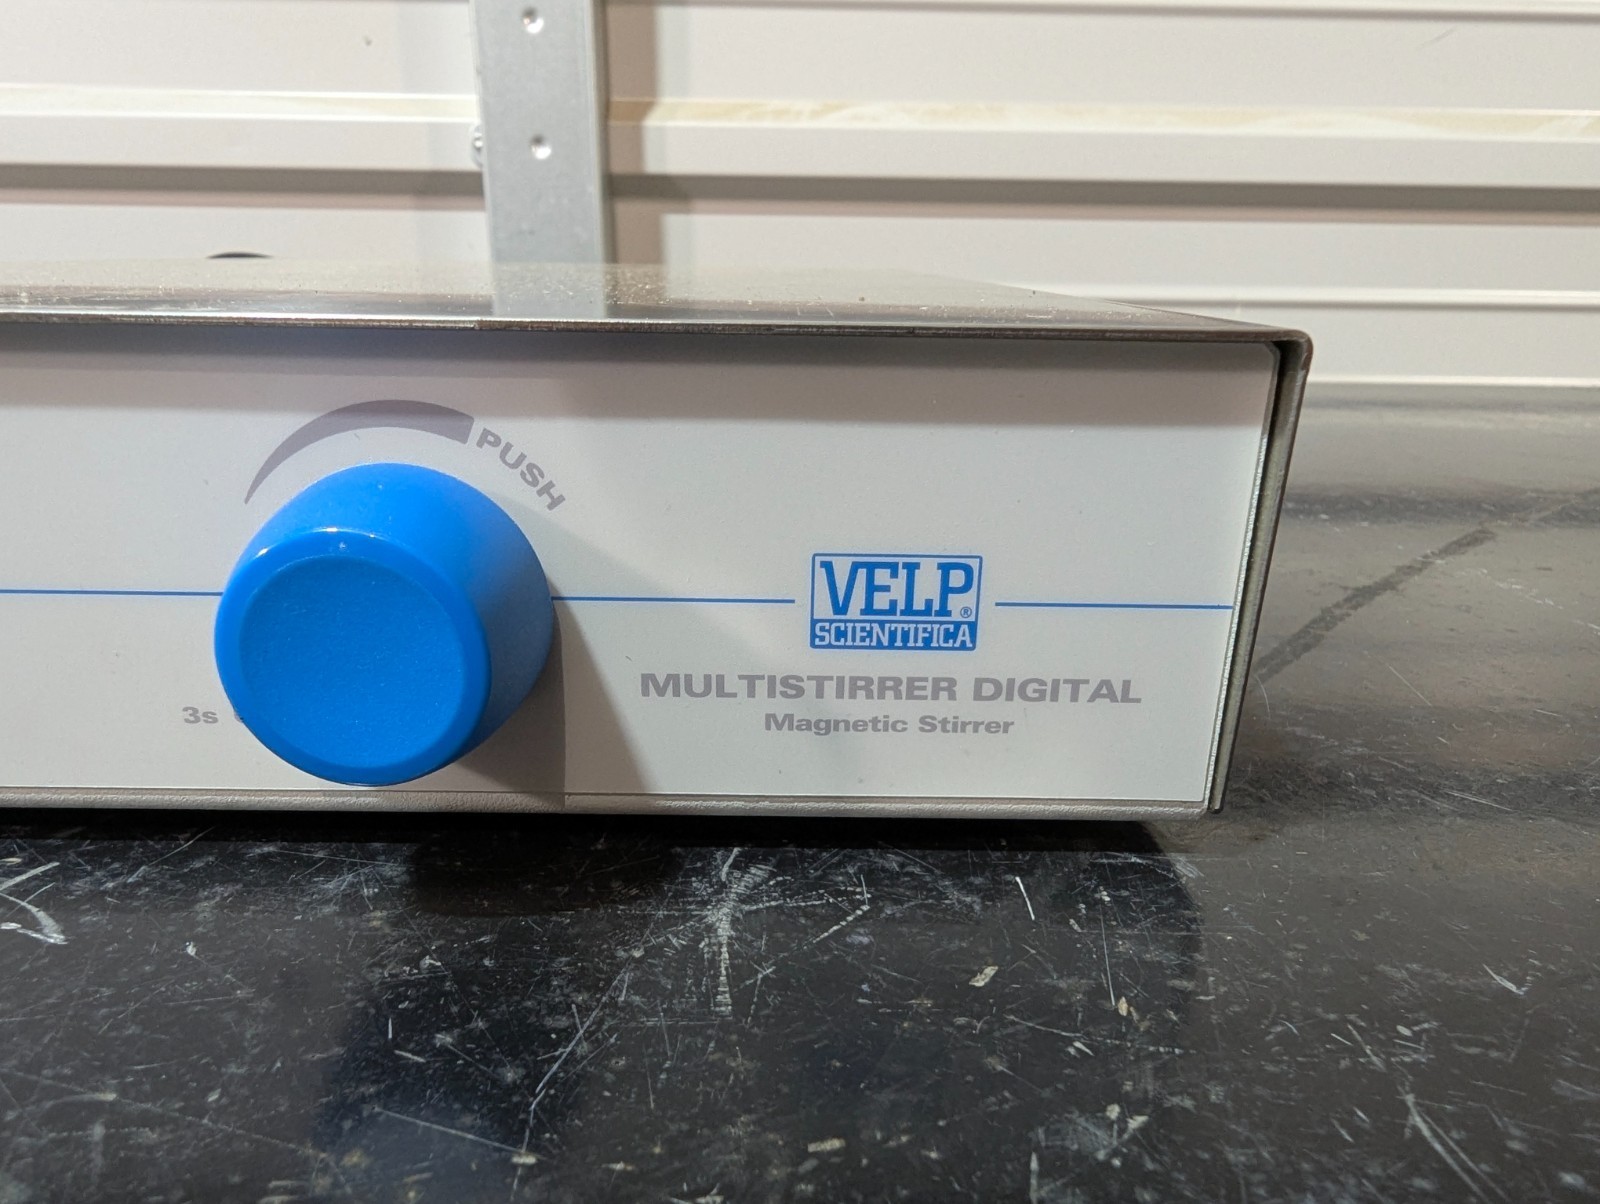 PUSH
VELP®
SCIENTIFICA
3s
MULTISTIRRER DIGITAL
Magnetic Stirrer